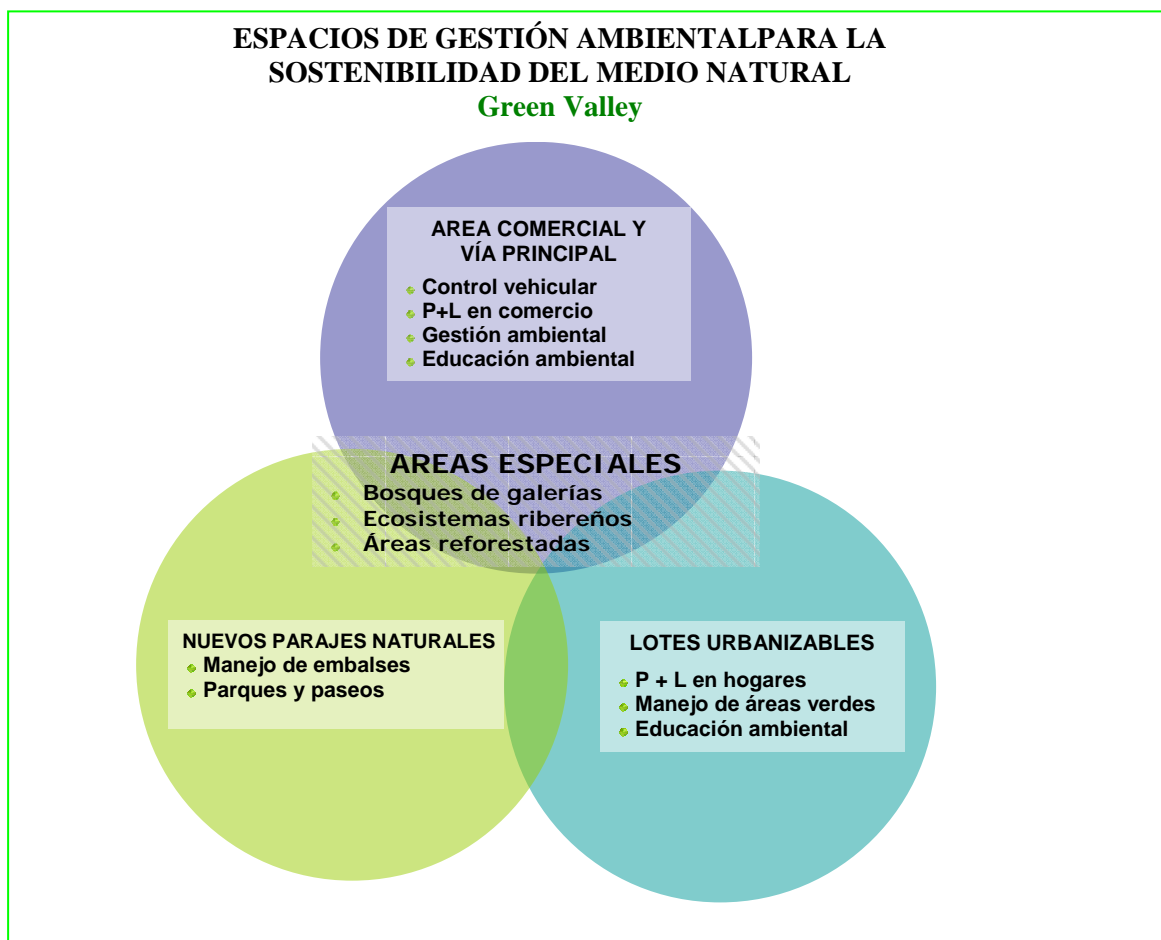 ESPACIOS DE GESTIÓN AMBIENTALPARA LA
SOSTENIBILIDAD DEL MEDIO NATURAL
Green Valley
AREA COMERCIAL Y
VÍA PRINCIPAL
Control vehicular
P+L en comercio
Gestión ambiental
Educación ambiental
AREAS ESPECIALES
Bosques de galerías
Ecosistemas ribereños
Áreas reforestadas
NUEVOS PARAJES NATURALES
Manejo de embalses
Parques y paseos
LOTES URBANIZABLES
P + L en hogares
Manejo de áreas verdes
Educación ambiental